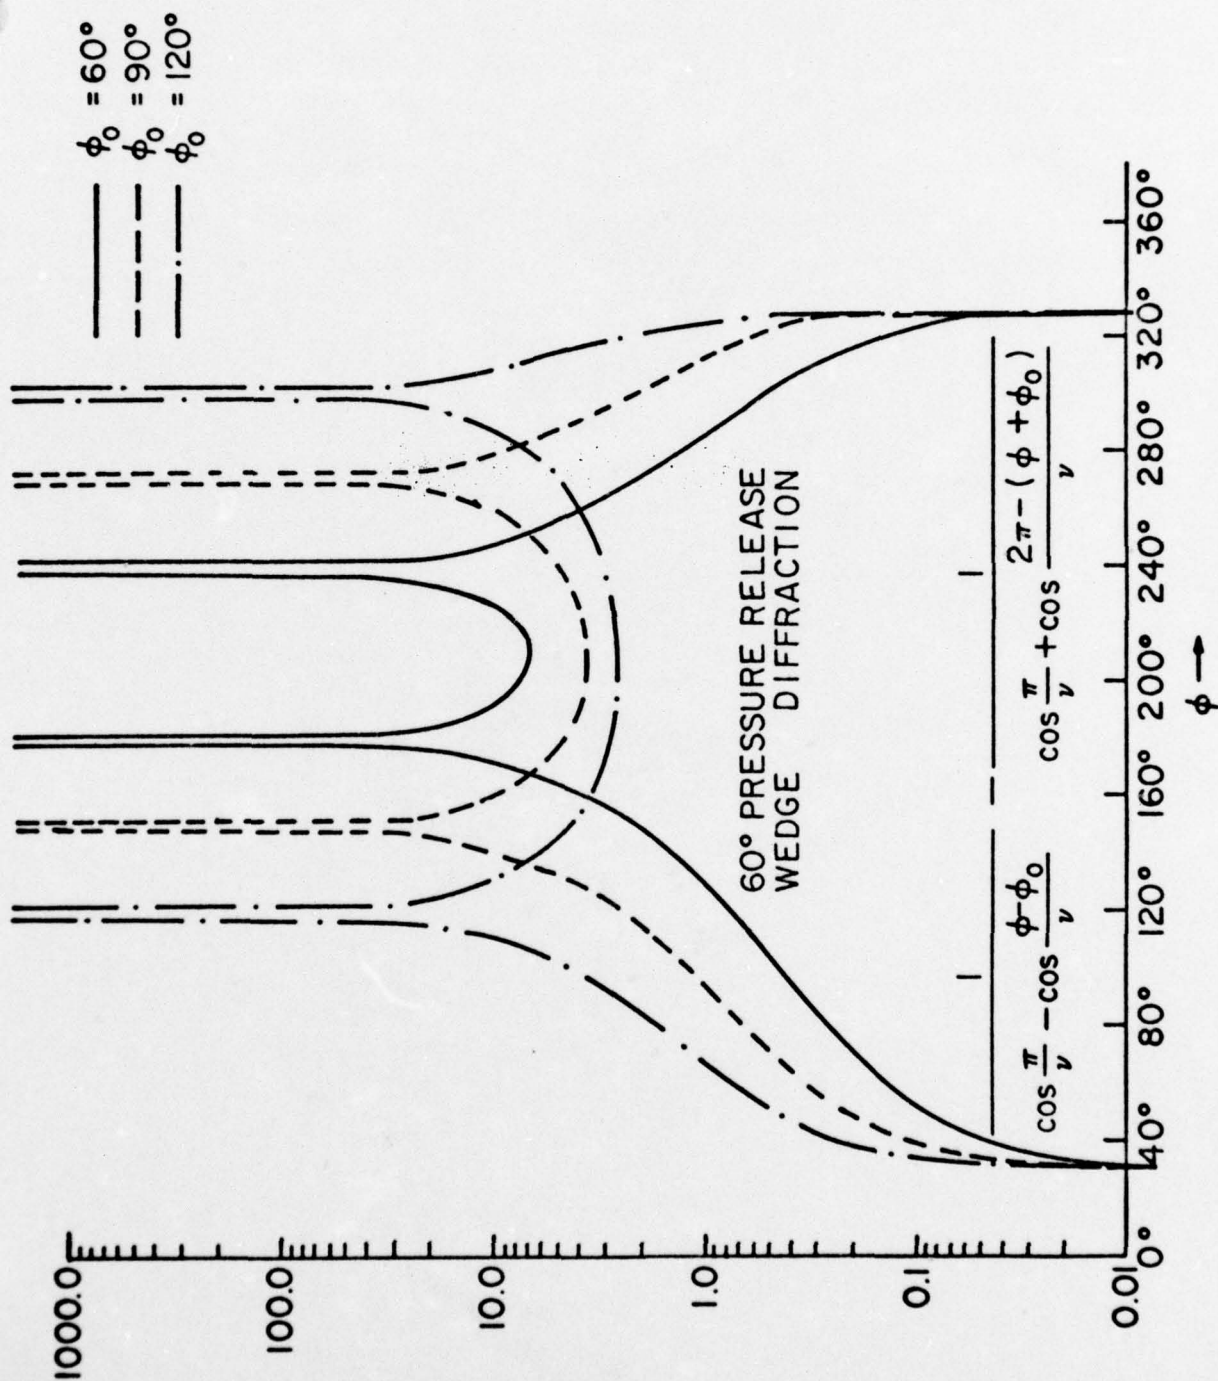 ϕ₀ = 60°
ϕ₀ = 90°
ϕ₀ = 120°
1000.0
100.0
10.0
1.0
0.1
0.01
60° PRESSURE RELEASE
WEDGE DIFFRACTION
1 1
— 
cos π/ν − cos (ϕ-ϕ₀)/ν cos π/ν + cos (2π − (ϕ + ϕ₀))/ν
0° 40° 80° 120° 160° 200° 240° 280° 320° 360°
ϕ →